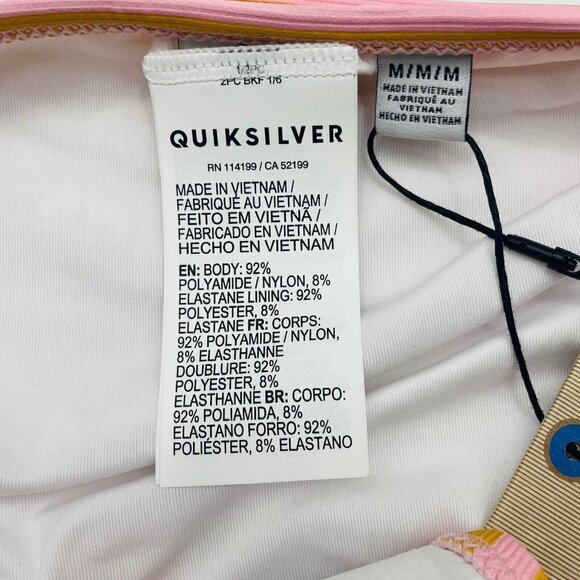 1/2PC
2PC BKF 1/6
QUIKSILVER
RN 114199 / CA 52199
MADE IN VIETNAM /
FABRIQUÉ AU VIETNAM /
FEITO EM VIETNÃ /
FABRICADO EN VIETNAM /
HECHO EN VIETNAM
EN: BODY: 92%
POLYAMIDE / NYLON, 8%
ELASTANE LINING: 92%
POLYESTER, 8%
ELASTANE FR: CORPS:
92% POLYAMIDE / NYLON,
8% ELASTHANNE
DOUBLURE: 92%
POLYESTER, 8%
ELASTHANNE BR: CORPO:
92% POLIAMIDA, 8%
ELASTANO FORRO: 92%
POLIÉSTER, 8% ELASTANO
M/M/M
MADE IN VIETNAM
FABRIQUÉ AU
VIETNAM
HECHO EN VIETNAM